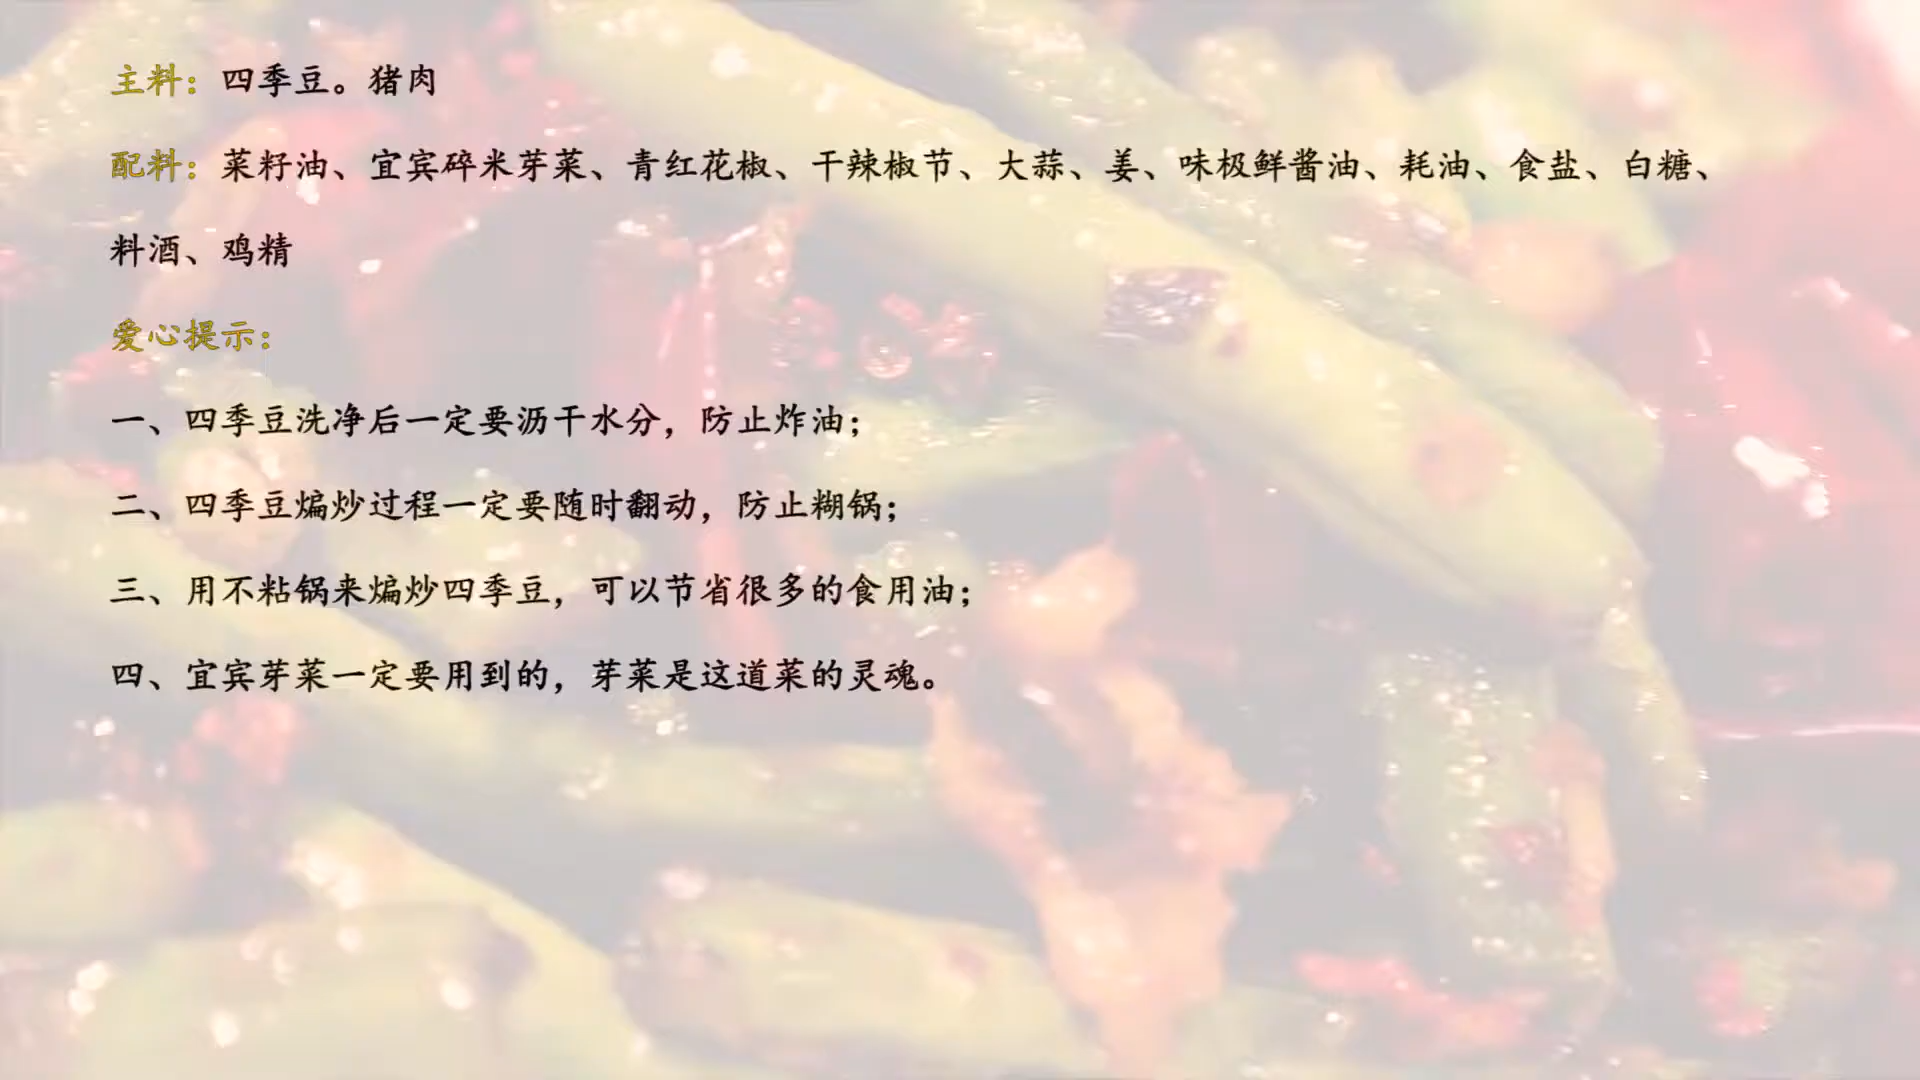 主料：四季豆。猪肉
配料：菜籽油、宜宾碎米芽菜、青红花椒、干辣椒节、大蒜、姜、味极鲜酱油、耗油、食盐、白糖、
料酒、鸡精
爱心提示：
一、四季豆洗净后一定要沥干水分，防止炸油；
二、四季豆煸炒过程一定要随时翻动，防止糊锅；
三、用不粘锅来煸炒四季豆，可以节省很多的食用油；
四、宜宾芽菜一定要用到的，芽菜是这道菜的灵魂。